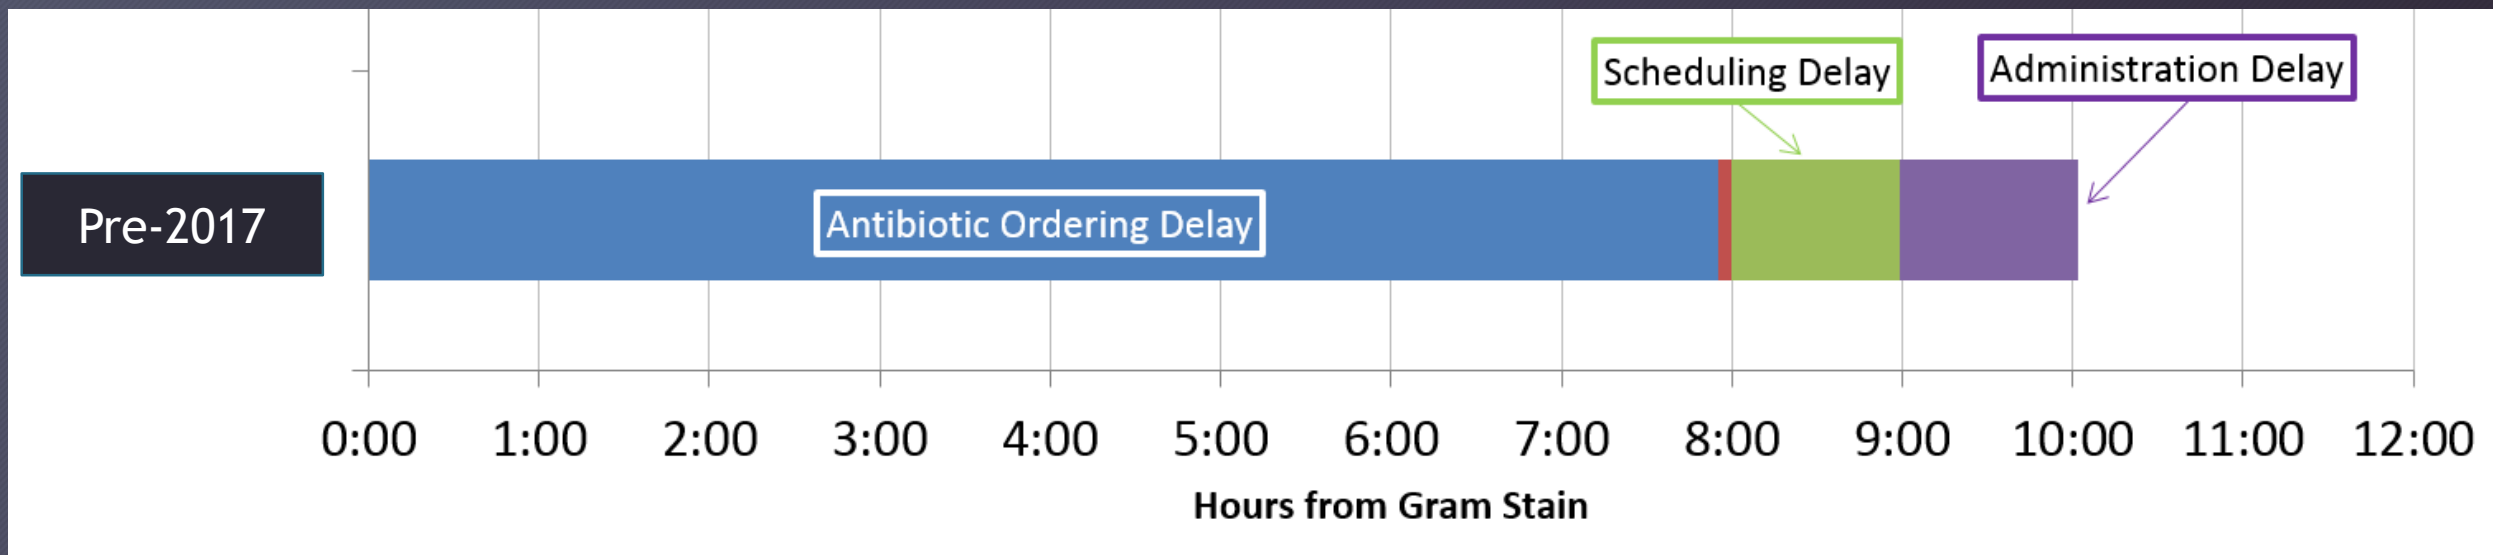 Scheduling Delay
Administration Delay
Pre-2017
Antibiotic Ordering Delay
0:00 1:00 2:00 3:00 4:00 5:00 6:00 7:00 8:00 9:00 10:00 11:00 12:00
Hours from Gram Stain